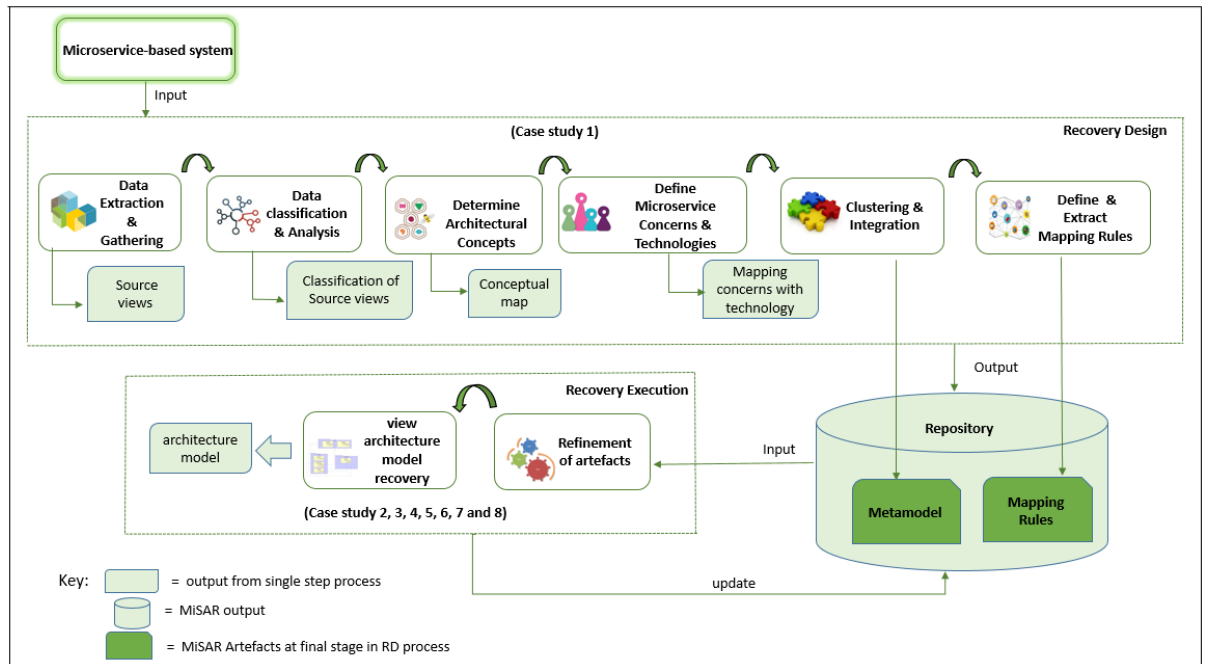 Microservice-based system
Input
(Case study 1)
Recovery Design
Data
Extraction
&
Gathering
Data
classification
& Analysis
Determine
Architectural
Concepts
Define
Microservice
Concerns &
Technologies
Clustering &
Integration
Define &
Extract
Mapping Rules
Source
views
Classification of
Source views
Conceptual
map
Mapping
concerns with
technology
Output
Recovery Execution
architecture
model
view
architecture
model
recovery
Refinement
of artefacts
Input
Repository
Metamodel
Mapping
Rules
(Case study 2, 3, 4, 5, 6, 7 and 8)
update
Key:
= output from single step process
= MiSAR output
= MiSAR Artefacts at final stage in RD process